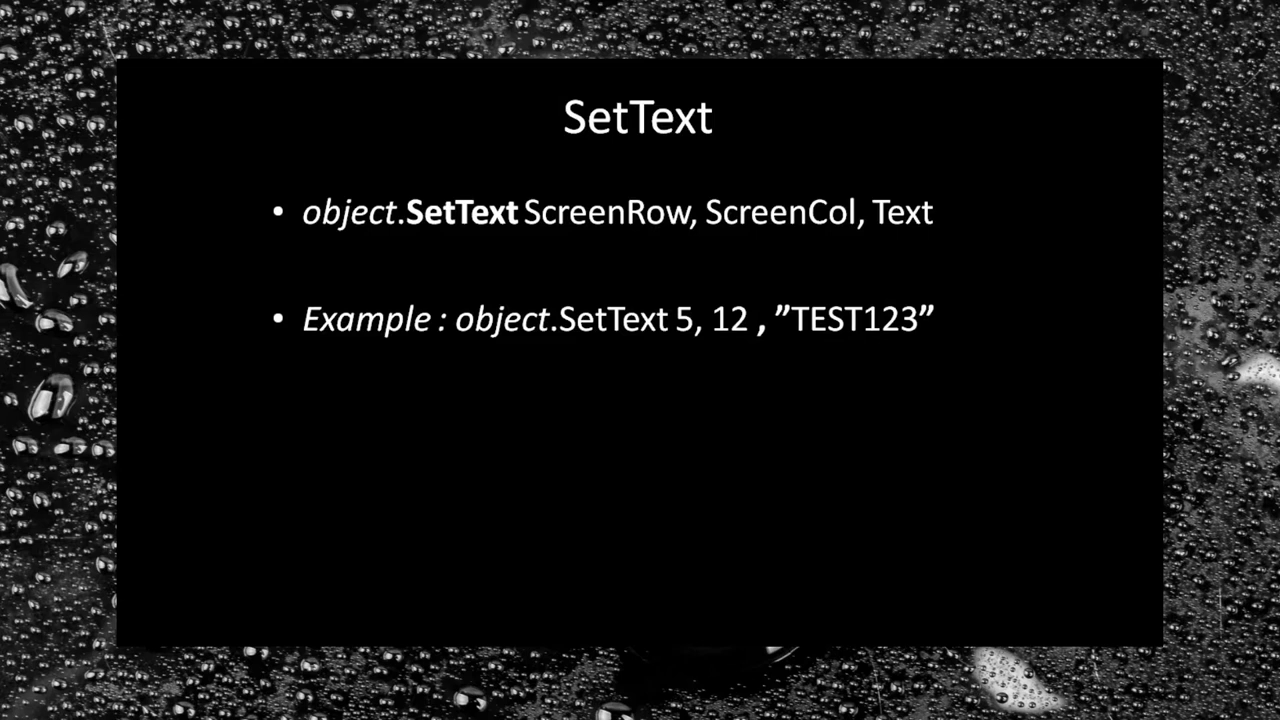 SetText
• object.SetText ScreenRow, ScreenCol, Text
• Example : object.SetText 5, 12 , ”TEST123”